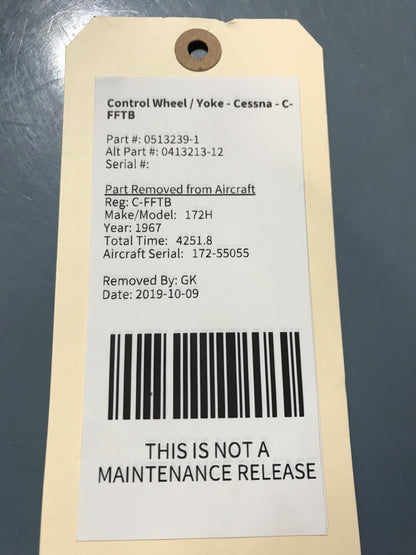 Control Wheel / Yoke - Cessna - C-
FFTB
Part #: 0513239-1
Alt Part #: 0413213-12
Serial #:
Part Removed from Aircraft
Reg: C-FFTB
Make/Model: 172H
Year: 1967
Total Time: 4251.8
Aircraft Serial: 172-55055
Removed By: GK
Date: 2019-10-09
THIS IS NOT A
MAINTENANCE RELEASE